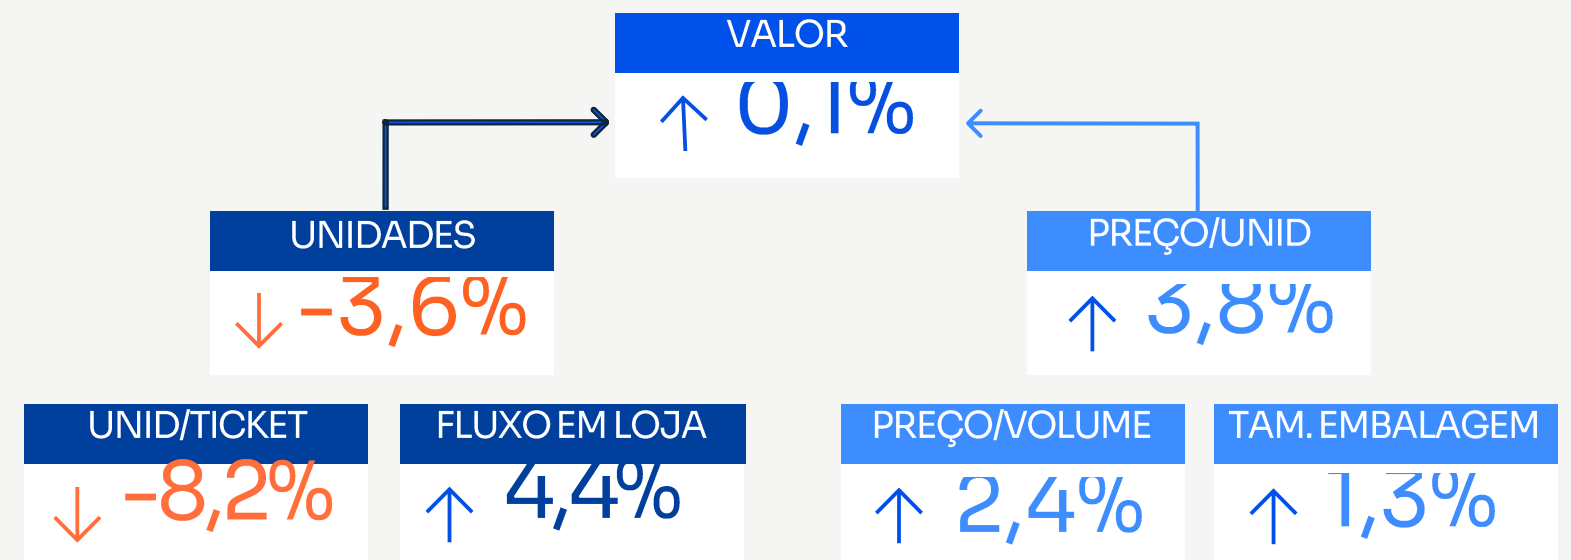 VALOR
0,1%
UNIDADES
-3,6%
PREÇO/UNID
3,8%
UNID/TICKET
-8,2%
FLUXO EM LOJA
4,4%
PREÇO/VOLUME
2,4%
TAM. EMBALAGEM
1,3%